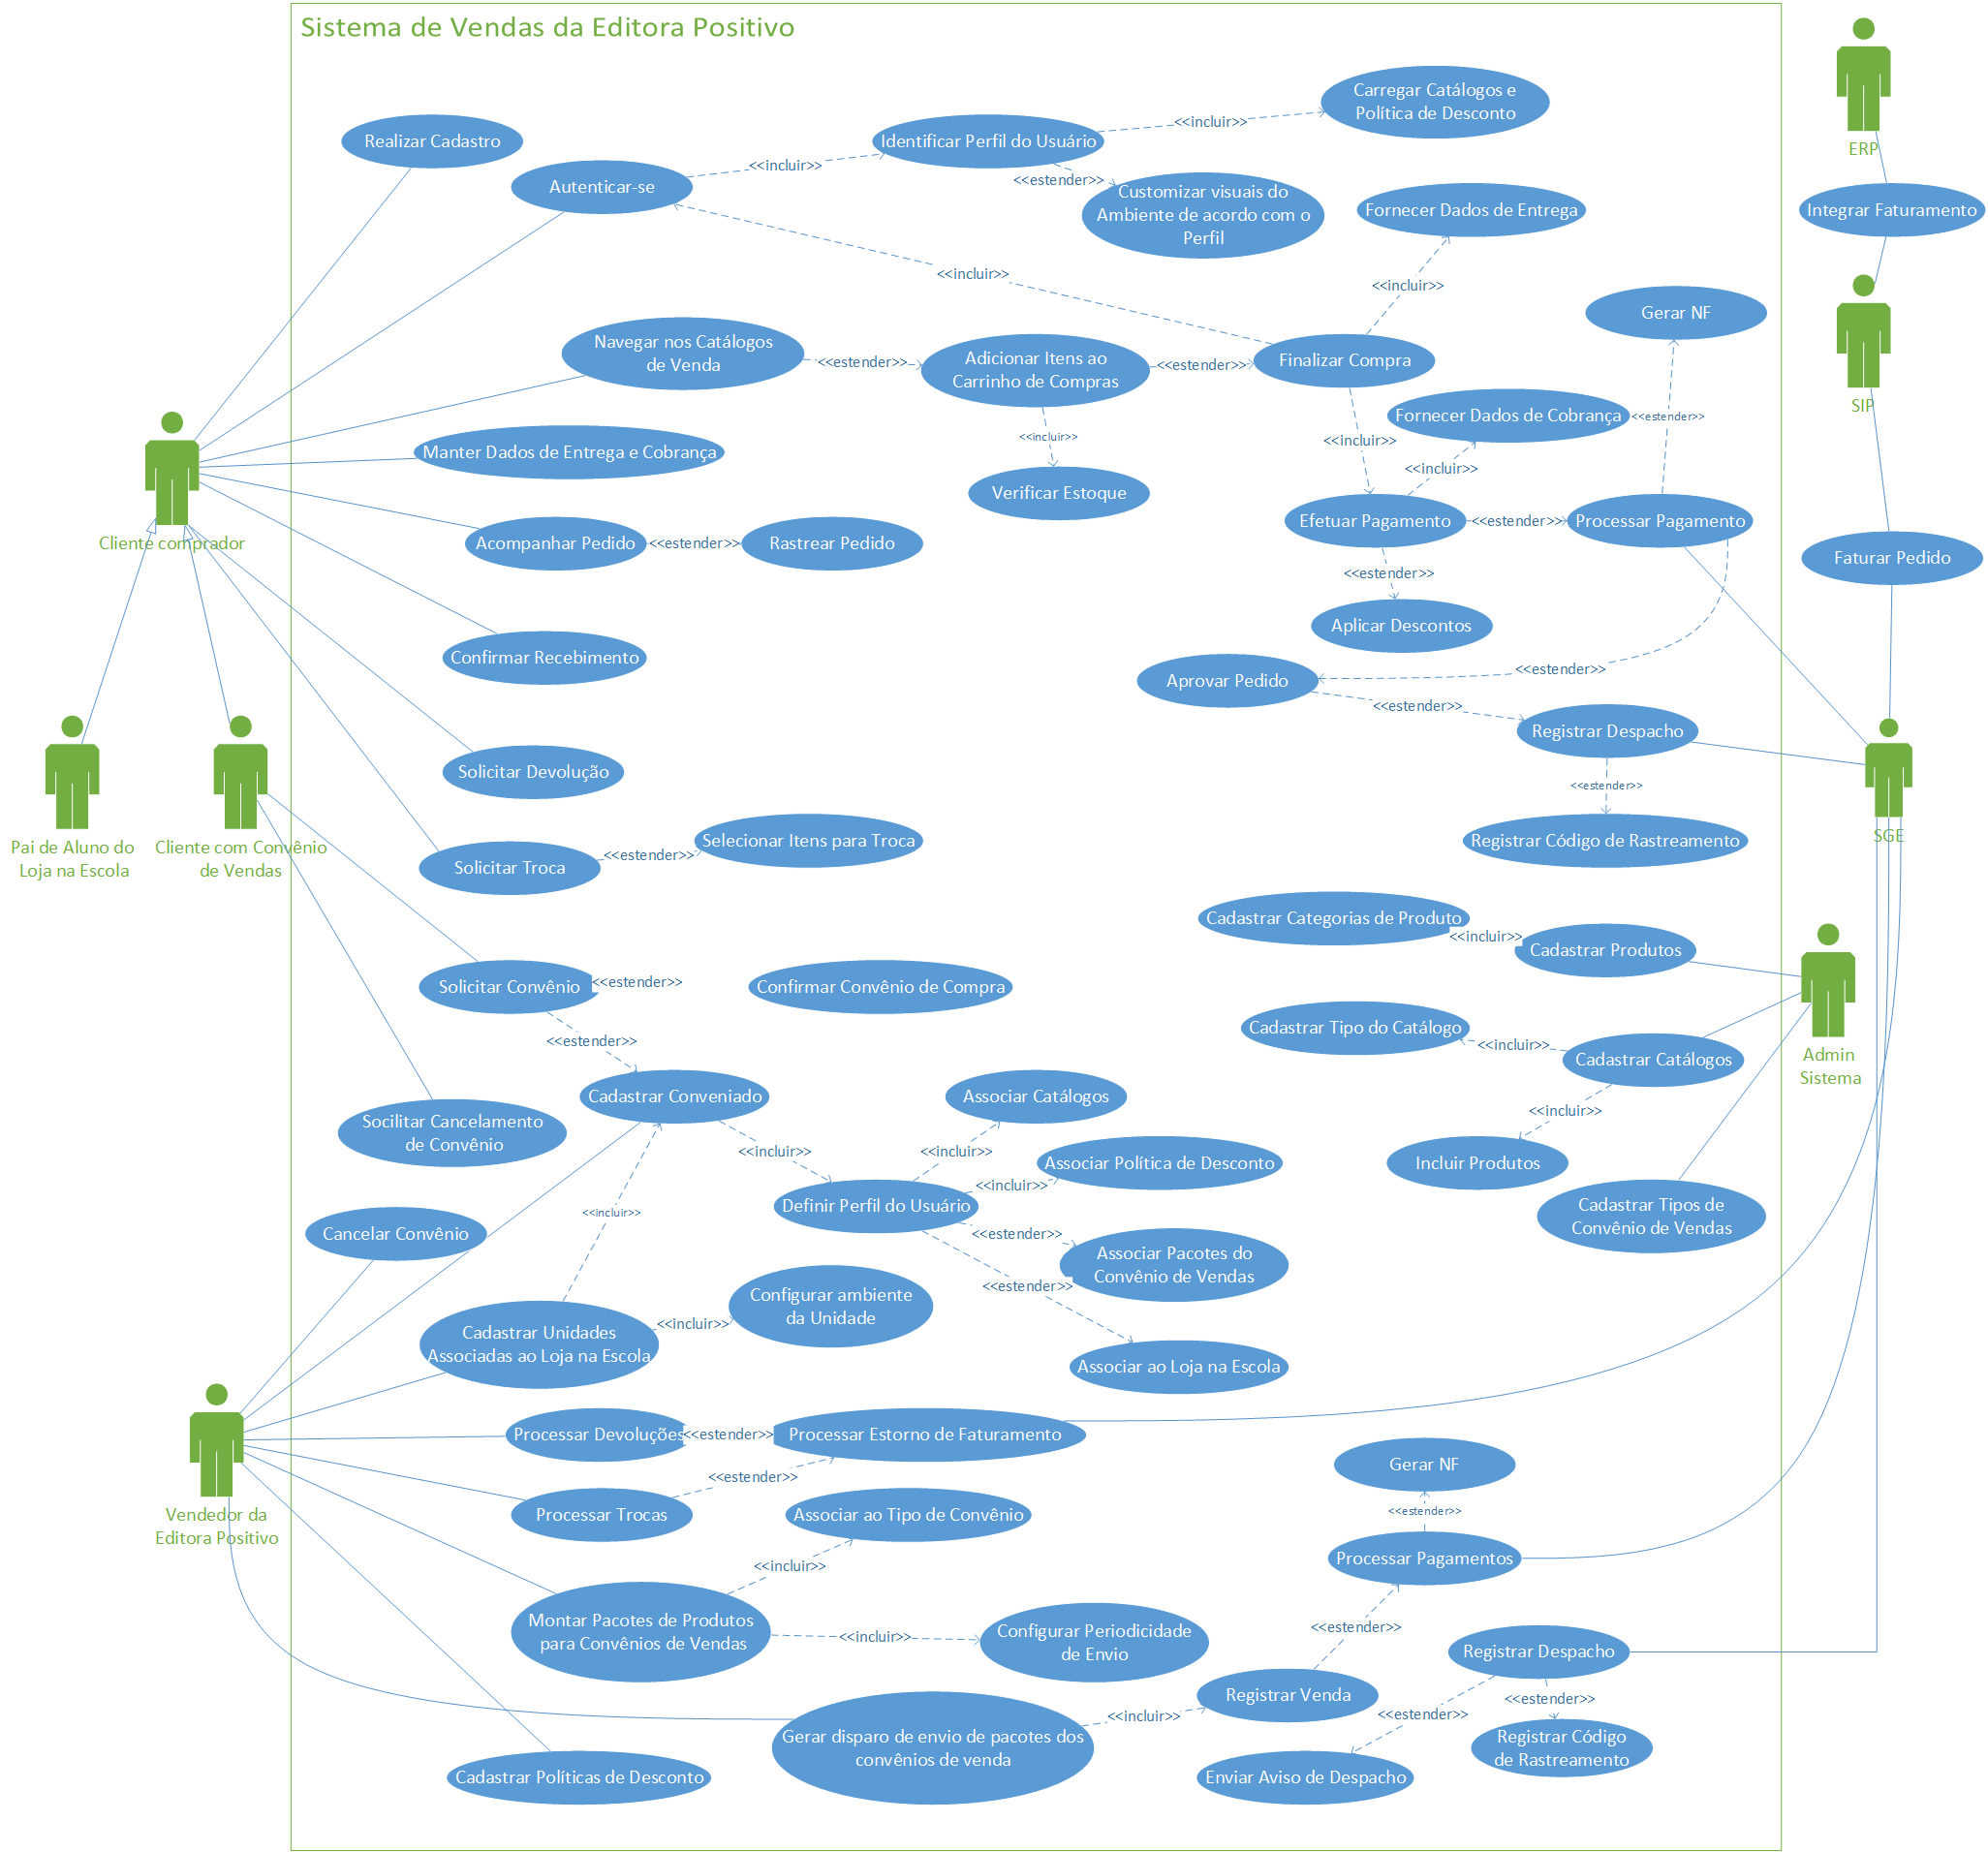 Sistema de Vendas da Editora Positivo
Carregar Catálogos e
Política de Desconto
<<incluir>>
Realizar Cadastro
Identificar Perfil do Usuário
ERP
<<incluir>>
<<estender>>
Autenticar-se
Customizar visuais do
Ambiente de acordo com o
Perfil
Fornecer Dados de Entrega
Integrar Faturamento
<<incluir>>
<<incluir>>
Gerar NF
Navegar nos Catálogos
de Venda
<<estender>>
Adicionar Itens ao
Carrinho de Compras
<<estender>>
Finalizar Compra
SIP
Fornecer Dados de Cobrança
<<estender>>
<<incluir>>
<<incluir>>
Manter Dados de Entrega e Cobrança
<<incluir>>
Verificar Estoque
Efetuar Pagamento
<<estender>>
Processar Pagamento
Cliente comprador
Acompanhar Pedido
<<estender>>
Rastrear Pedido
Faturar Pedido
<<estender>>
Aplicar Descontos
Confirmar Recebimento
<<estender>>
Aprovar Pedido
<<estender>>
Registrar Despacho
Solicitar Devolução
<<estender>>
SGE
Pai de Aluno do
Loja na Escola
Cliente com Convênio
de Vendas
Selecionar Itens para Troca
<<estender>>
Solicitar Troca
Registrar Código de Rastreamento
Cadastrar Categorias de Produto
<<incluir>>
Cadastrar Produtos
Solicitar Convênio
<<estender>>
Confirmar Convênio de Compra
Cadastrar Tipo do Catálogo
<<incluir>>
Cadastrar Catálogos
Admin
Sistema
<<estender>>
Cadastrar Conveniado
Associar Catálogos
<<incluir>>
Socilitar Cancelamento
de Convênio
<<incluir>>
<<incluir>>
Associar Política de Desconto
Incluir Produtos
<<incluir>>
Definir Perfil do Usuário
Cadastrar Tipos de
Convênio de Vendas
<<incluir>>
Cancelar Convênio
<<estender>>
Associar Pacotes do
Convênio de Vendas
<<estender>>
Configurar ambiente
da Unidade
<<incluir>>
Cadastrar Unidades
Associadas ao Loja na Escola
Associar ao Loja na Escola
Processar Devoluções
<<estender>>
Processar Estorno de Faturamento
<<estender>>
Gerar NF
Vendedor da
Editora Positivo
Processar Trocas
Associar ao Tipo de Convênio
<<estender>>
<<incluir>>
Processar Pagamentos
Montar Pacotes de Produtos
para Convênios de Vendas
<<incluir>>
Configurar Periodicidade
de Envio
<<estender>>
Registrar Despacho
Registrar Venda
<<estender>>
<<incluir>>
<<estender>>
Gerar disparo de envio de pacotes dos
convênios de venda
Registrar Código
de Rastreamento
Cadastrar Políticas de Desconto
Enviar Aviso de Despacho